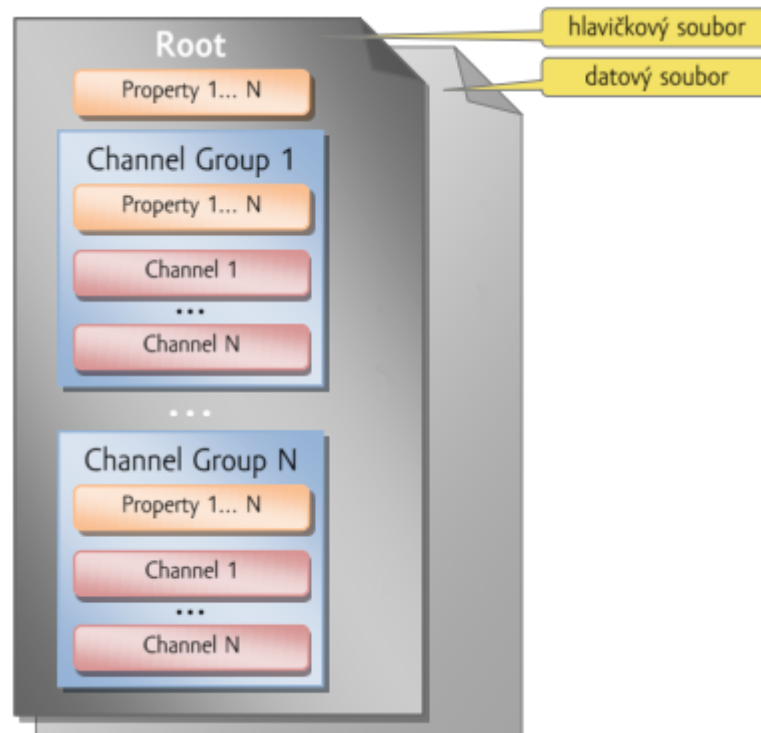 Root
hlavičkový soubor
datový soubor
Property 1... N
Channel Group 1
Property 1... N
Channel 1
...
Channel N
...
Channel Group N
Property 1... N
Channel 1
...
Channel N